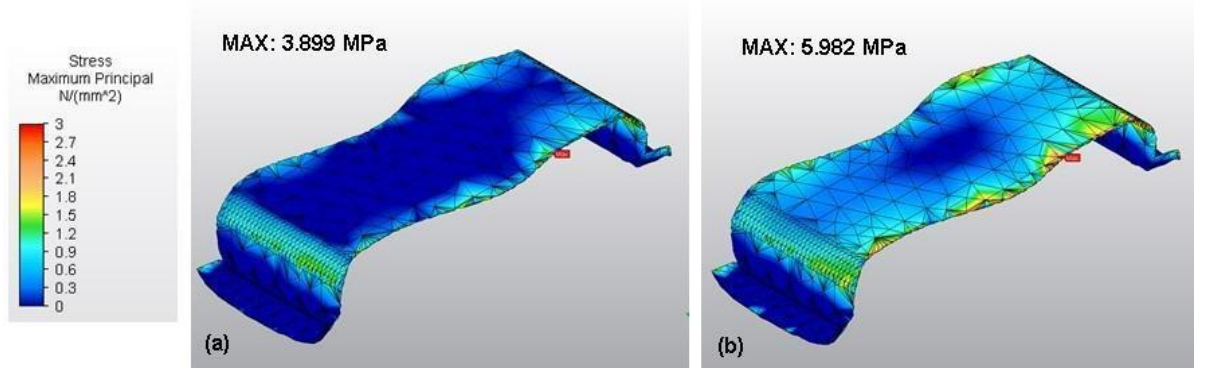 Stress
Maximum Principal
N/(mm^2)
3
2.7
2.4
2.1
1.8
1.5
1.2
0.9
0.6
0.3
0
MAX: 3.899 MPa
Max
(a)
MAX: 5.982 MPa
Max
(b)